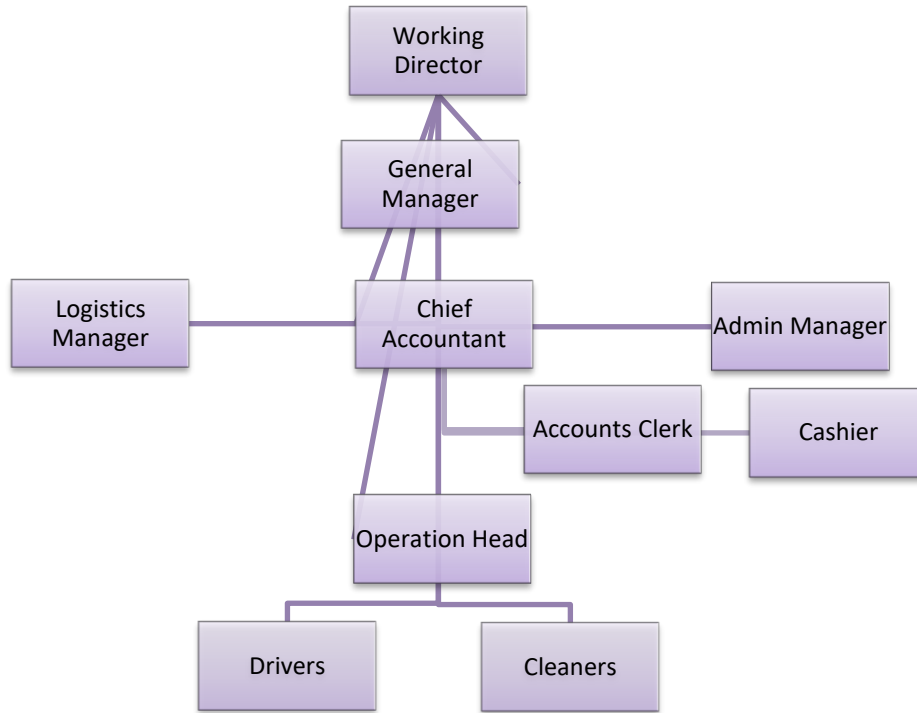 Working
Director
General
Manager
Logistics
Manager
Chief
Accountant
Admin Manager
Accounts Clerk
Cashier
Operation Head
Drivers
Cleaners